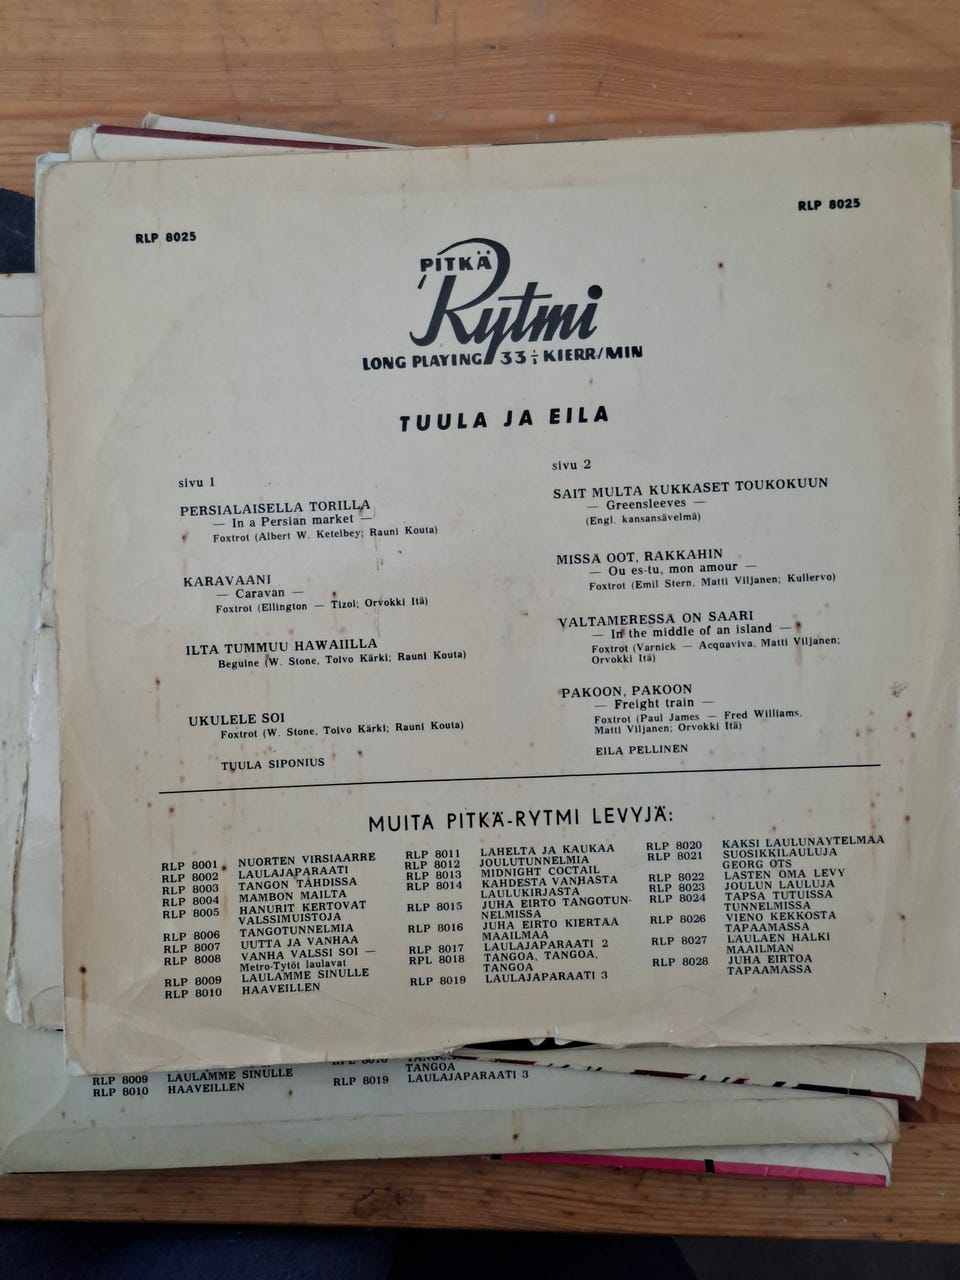 RLP 8025
RLP 8025
PITKÄ
Rytmi
LONG PLAYING 33⅓ KIERR/MIN
TUULA JA EILA
sivu 1
PERSIALAISELLA TORILLA
— In a Persian market —
Foxtrot (Albert W. Ketelbey; Rauni Kouta)
KARAVAANI
— Caravan —
Foxtrot (Ellington — Tizol; Orvokki Itä)
ILTA TUMMUU HAWAIILLA
Beguine (W. Stone, Toivo Kärki; Rauni Kouta)
UKULELE SOI
Foxtrot (W. Stone, Toivo Kärki; Rauni Kouta)
TUULA SIPONIUS
sivu 2
SAIT MULTA KUKKASET TOUKOKUUN
— Greensleeves —
(Engl. kansansävelmä)
MISSÄ OOT, RAKKAHIN
— Ou es-tu, mon amour —
Foxtrot (Emil Stern, Matti Viljanen; Kullervo)
VALTAMERESSA ON SAARI
— In the middle of an island —
Foxtrot (Varnick — Acquaviva, Matti Viljanen;
Orvokki Itä)
PAKOON, PAKOON
— Freight train —
Foxtrot (Paul James — Fred Williams,
Matti Viljanen; Orvokki Itä)
EILA PELLINEN
MUITA PITKÄ-RYTMI LEVYJÄ:
RLP 8001 NUORTEN VIRSIAARRE
RLP 8002 LAULAJAPARAATI
RLP 8003 TANGON TÄHDISSA
RLP 8004 MAMBON MAILTA
RLP 8005 HANURIT KERTOVAT
VALSSIMUISTOJA
RLP 8006 TANGOTUNNELMIA
RLP 8007 UUTTA JA VANHAA
RLP 8008 VANHA VALSSI SOI —
Metro-Tytöt laulavat
RLP 8009 LAULAMME SINULLE
RLP 8010 HAAVEILLEN
RLP 8011 LÄHELTÄ JA KAUKAA
RLP 8012 JOULUTUNNELMIA
RLP 8013 MIDNIGHT COCTAIL
RLP 8014 KAHDESTA VANHASTA
LAULUKIRJASTA
RLP 8015 JUHA EIRTO TANGOTUN-
NELMISSA
RLP 8016 JUHA EIRTO KIERTÄÄ
MAAILMAA
RLP 8017 LAULAJAPARAATI 2
RPL 8018 TANGOA, TANGOA,
TANGOA
RLP 8019 LAULAJAPARAATI 3
RLP 8020 KAKSI LAULUNÄYTELMÄÄ
RLP 8021 SUOSIKKILAULUJA
GEORG OTS
RLP 8022 LASTEN OMA LEVY
RLP 8023 JOULUN LAULUJA
RLP 8024 TAPSA TUTUISSA
TUNNELMISSA
RLP 8026 VIENO KEKKOSTA
TAPAAMASSA
RLP 8027 LAULAEN HALKI
MAAILMAN
RLP 8028 JUHA EIRTOA
TAPAAMASSA
RLP 8009 LAULAMME SINULLE
RLP 8010 HAAVEILLEN
RPL 8018 TANGOA
TANGOA
RLP 8019 LAULAJAPARAATI 3